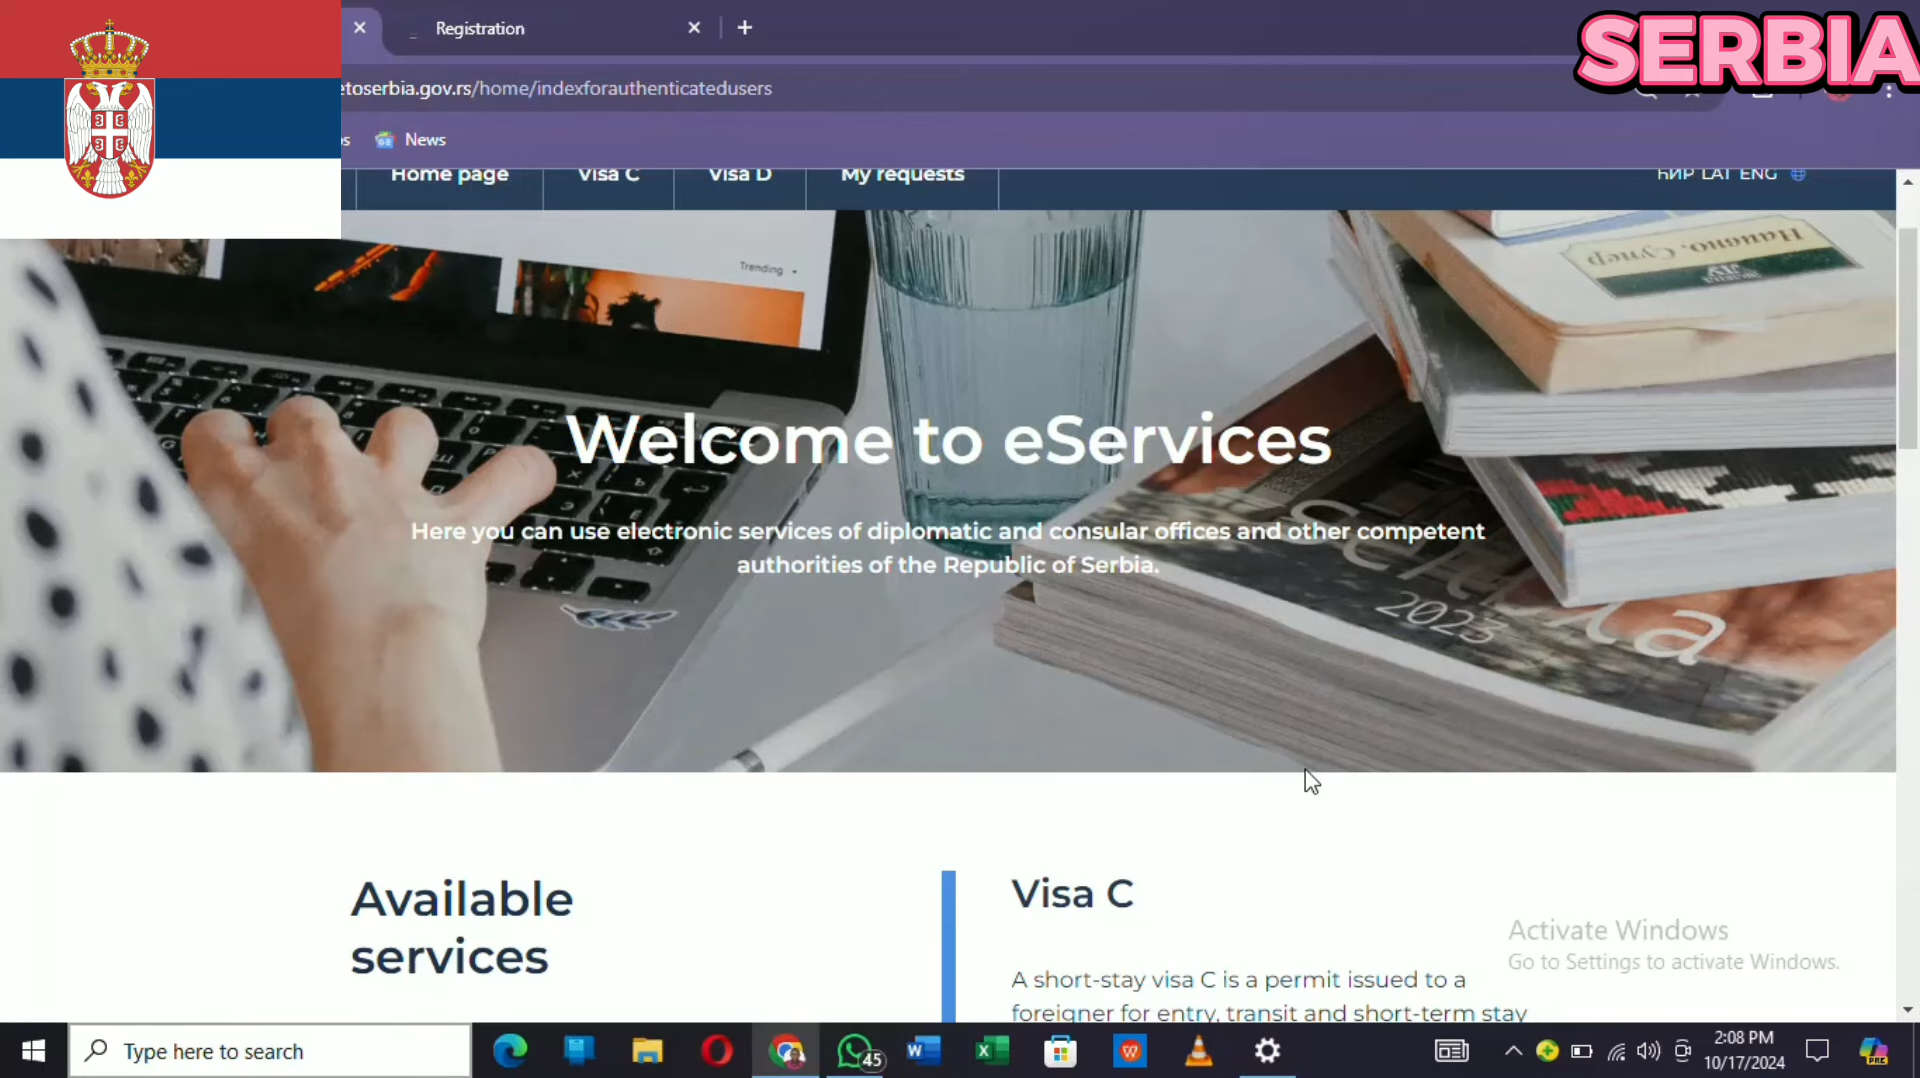 SERBIA
Registration
etoserbia.gov.rs/home/indexforauthenticatedusers
News
Home page
Visa C
Visa D
My requests
ЋИР LAT ENG
Trending
Welcome to eServices
Here you can use electronic services of diplomatic and consular offices and other competent
authorities of the Republic of Serbia.
2023
Available
services
Visa C
A short-stay visa C is a permit issued to a
foreigner for entry, transit and short-term stay
Activate Windows
Go to Settings to activate Windows.
Type here to search
45
2:08 PM
10/17/2024